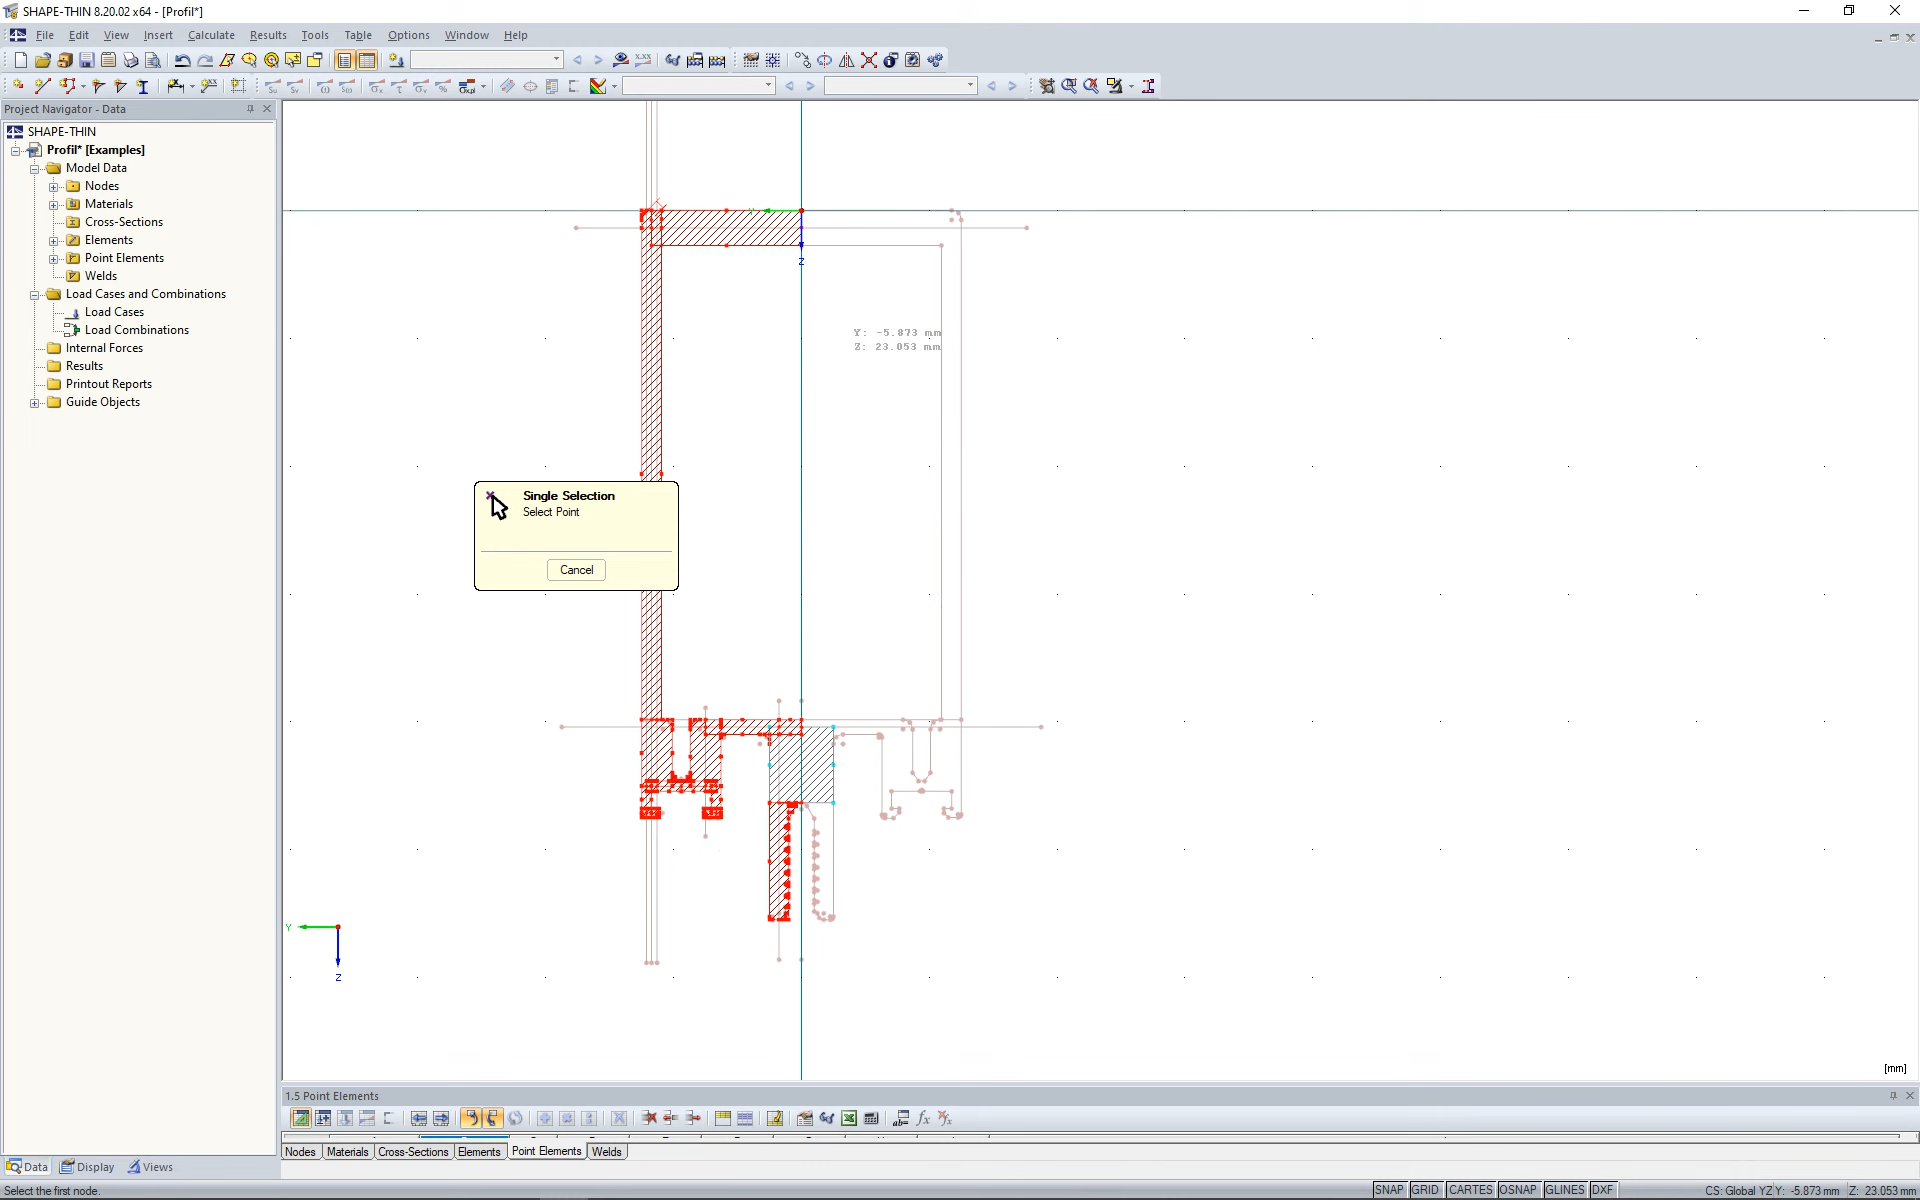 SHAPE-THIN 8.20.02 x64 - [Profil*]
File Edit View Insert Calculate Results Tools Table Options Window Help
Project Navigator - Data
SHAPE-THIN
Profil* [Examples]
Model Data
Nodes
Materials
Cross-Sections
Elements
Point Elements
Welds
Load Cases and Combinations
Load Cases
Load Combinations
Internal Forces
Results
Printout Reports
Guide Objects
Z
Y: -5.873 mm
Z: 23.053 mm
Single Selection
Select Point
Cancel
Y
Z
[mm]
1.5 Point Elements
Nodes Materials Cross-Sections Elements Point Elements Welds
Data Display Views
Select the first node.
SNAP GRID CARTES OSNAP GLINES DXF
CS: Global YZ Y: -5.873 mm Z: 23.053 mm